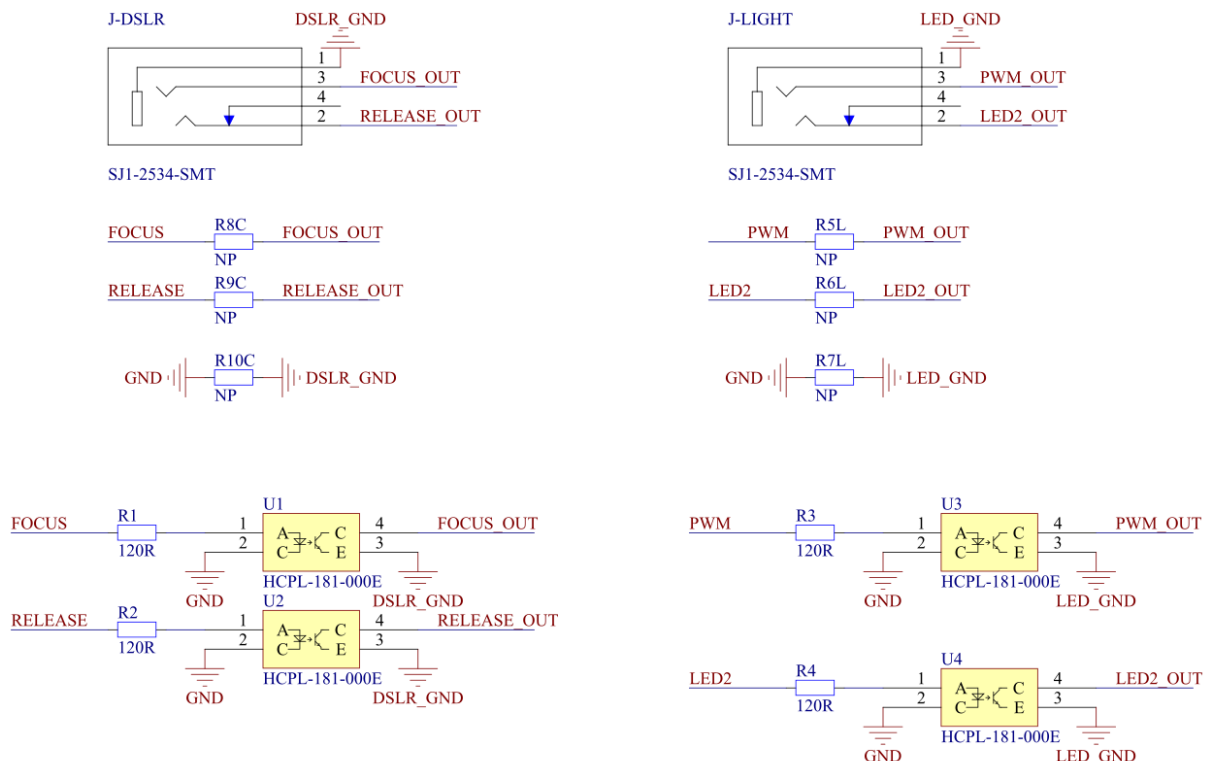 J-DSLR
DSLR_GND
1
3
FOCUS_OUT
4
2
RELEASE_OUT
SJ1-2534-SMT
J-LIGHT
LED_GND
1
3
PWM_OUT
4
2
LED2_OUT
SJ1-2534-SMT
FOCUS
R8C
NP
FOCUS_OUT
RELEASE
R9C
NP
RELEASE_OUT
GND
R10C
NP
DSLR_GND
PWM
R5L
NP
PWM_OUT
LED2
R6L
NP
LED2_OUT
GND
R7L
NP
LED_GND
FOCUS
R1
120R
GND
U1
1
2
A
C
C
E
4
3
FOCUS_OUT
HCPL-181-000E
DSLR_GND
RELEASE
R2
120R
GND
U2
1
2
A
C
C
E
4
3
RELEASE_OUT
HCPL-181-000E
DSLR_GND
PWM
R3
120R
GND
U3
1
2
A
C
C
E
4
3
PWM_OUT
HCPL-181-000E
LED_GND
LED2
R4
120R
GND
U4
1
2
A
C
C
E
4
3
LED2_OUT
HCPL-181-000E
LED_GND